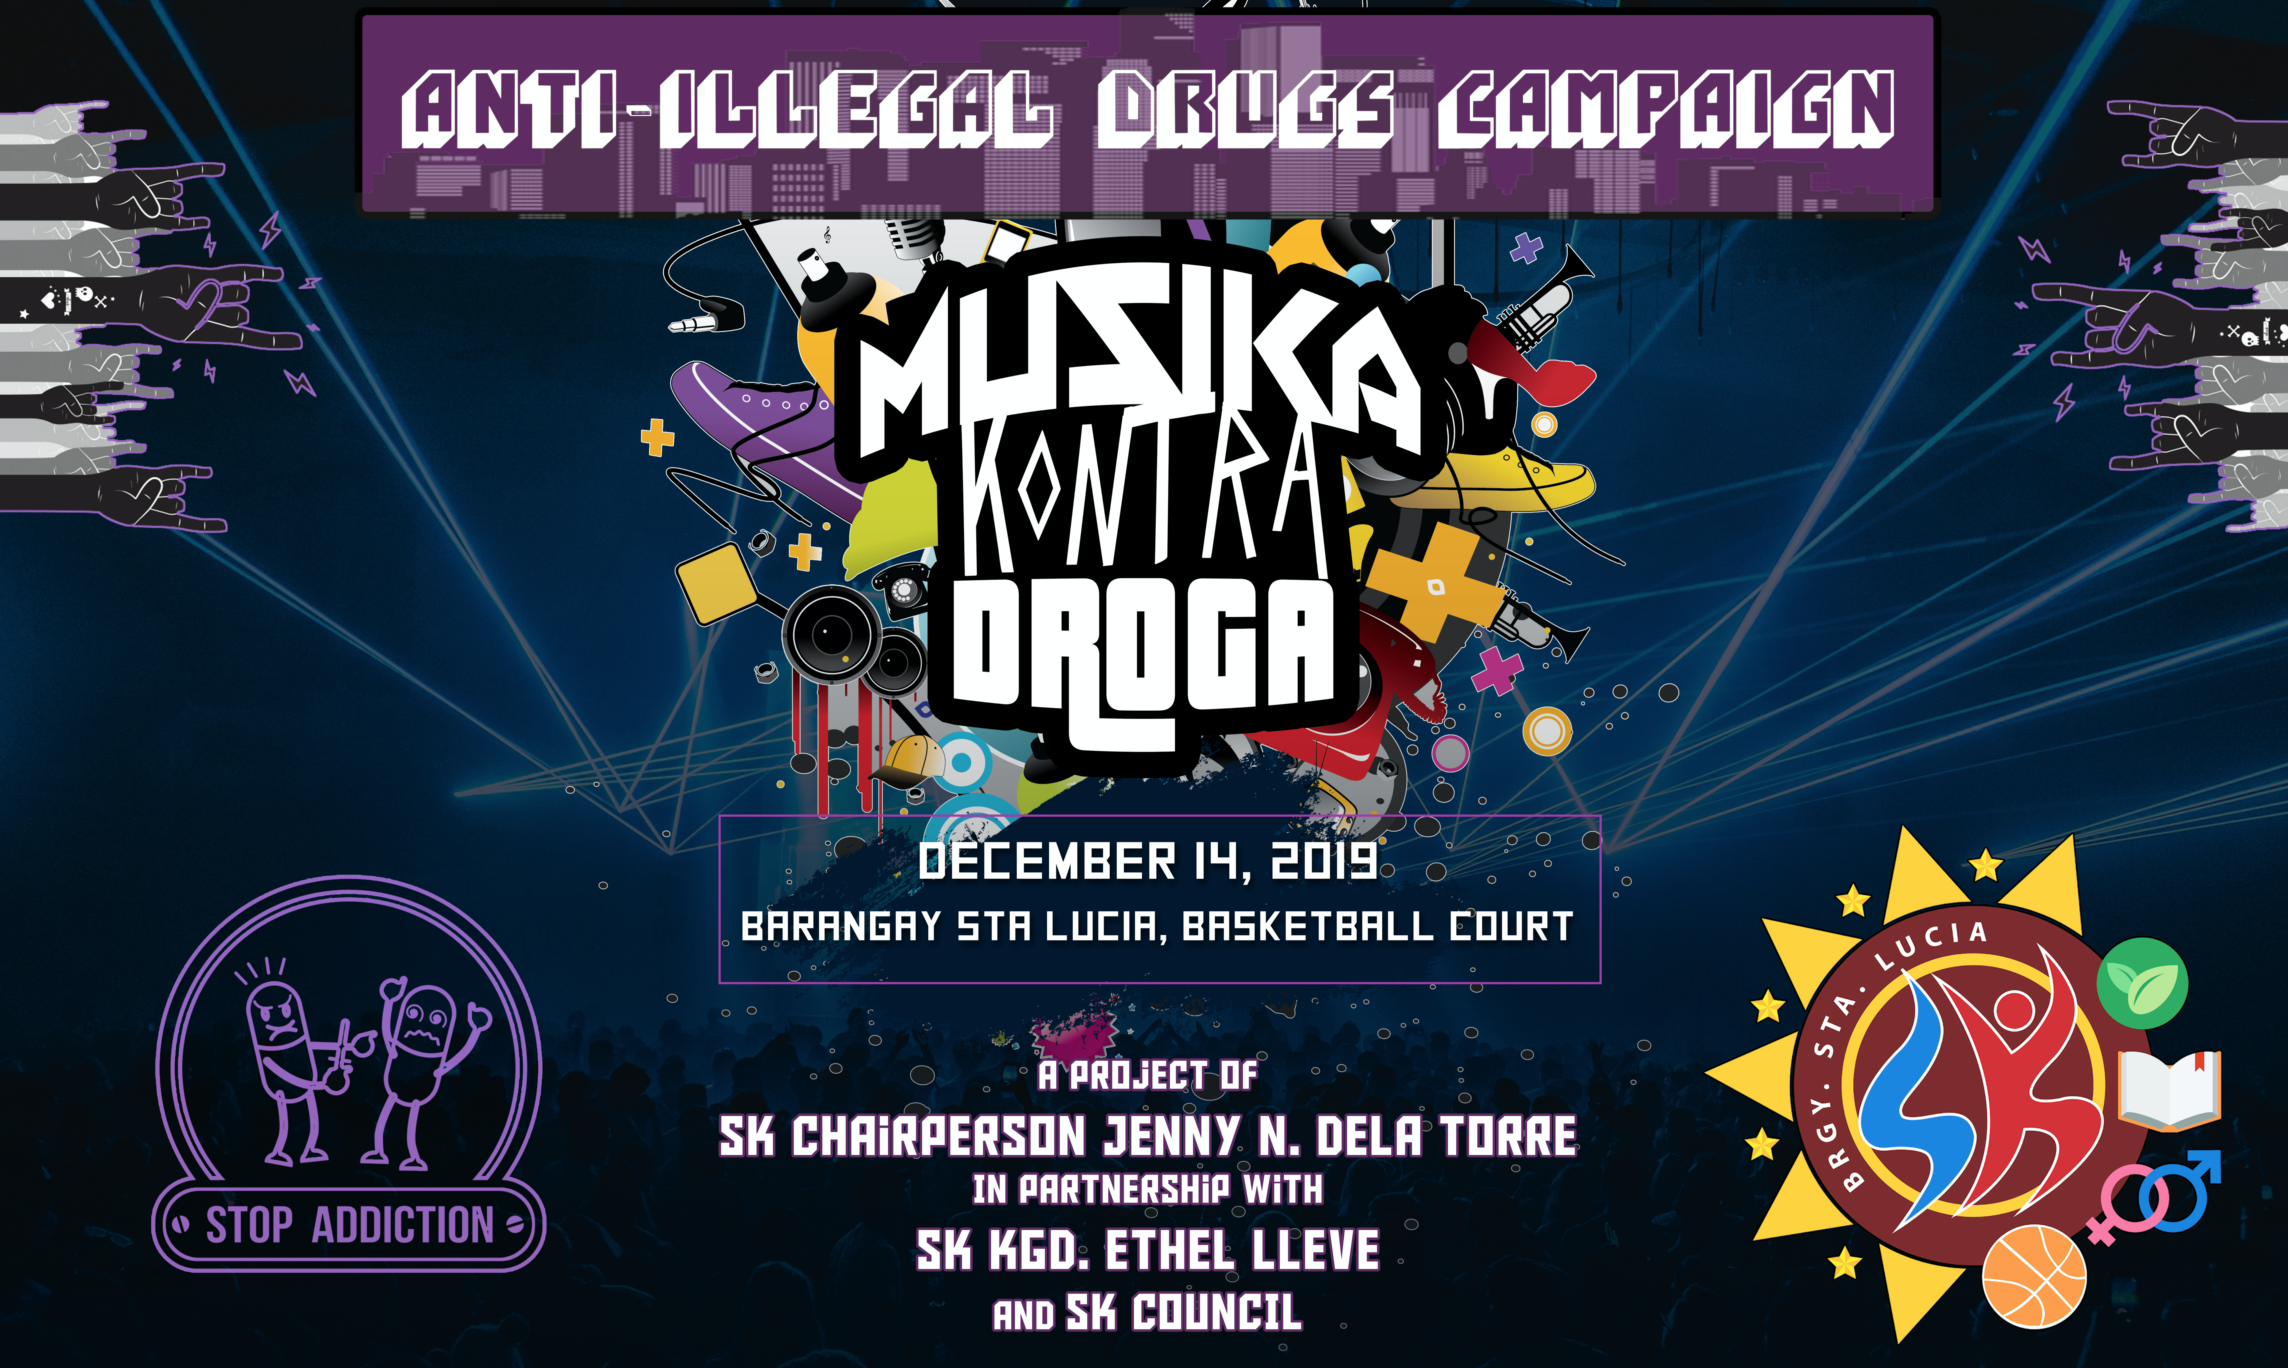 ANTI-ILLEGAL DRUGS CAMPAIGN
MUSIKA
KONTRA
DROGA
DECEMBER 14, 2019
BARANGAY STA LUCIA, BASKETBALL COURT
A PROJECT OF
SK CHAIRPERSON JENNY N. DELA TORRE
IN PARTNERSHIP WITH
SK KGD. ETHEL LLEVE
AND SK COUNCIL
STOP ADDICTION
BRGY. STA. LUCIA
SK